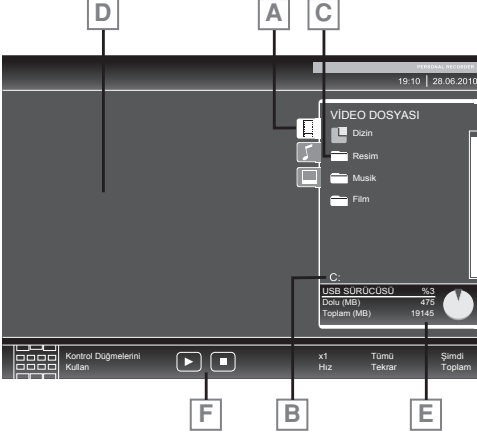 D
A
C
PERSONAL RECORDER
19:10 | 28.06.2010
VİDEO DOSYASI
Dizin
Resim
Musik
Film
C:
USB SÜRÜCÜSÜ %3
Dolu (MB) 475
Toplam (MB) 19145
Kontrol Düğmelerini
Kullan
x1 Tümü Şimdi
Hız Tekrar Toplam
F
B
E